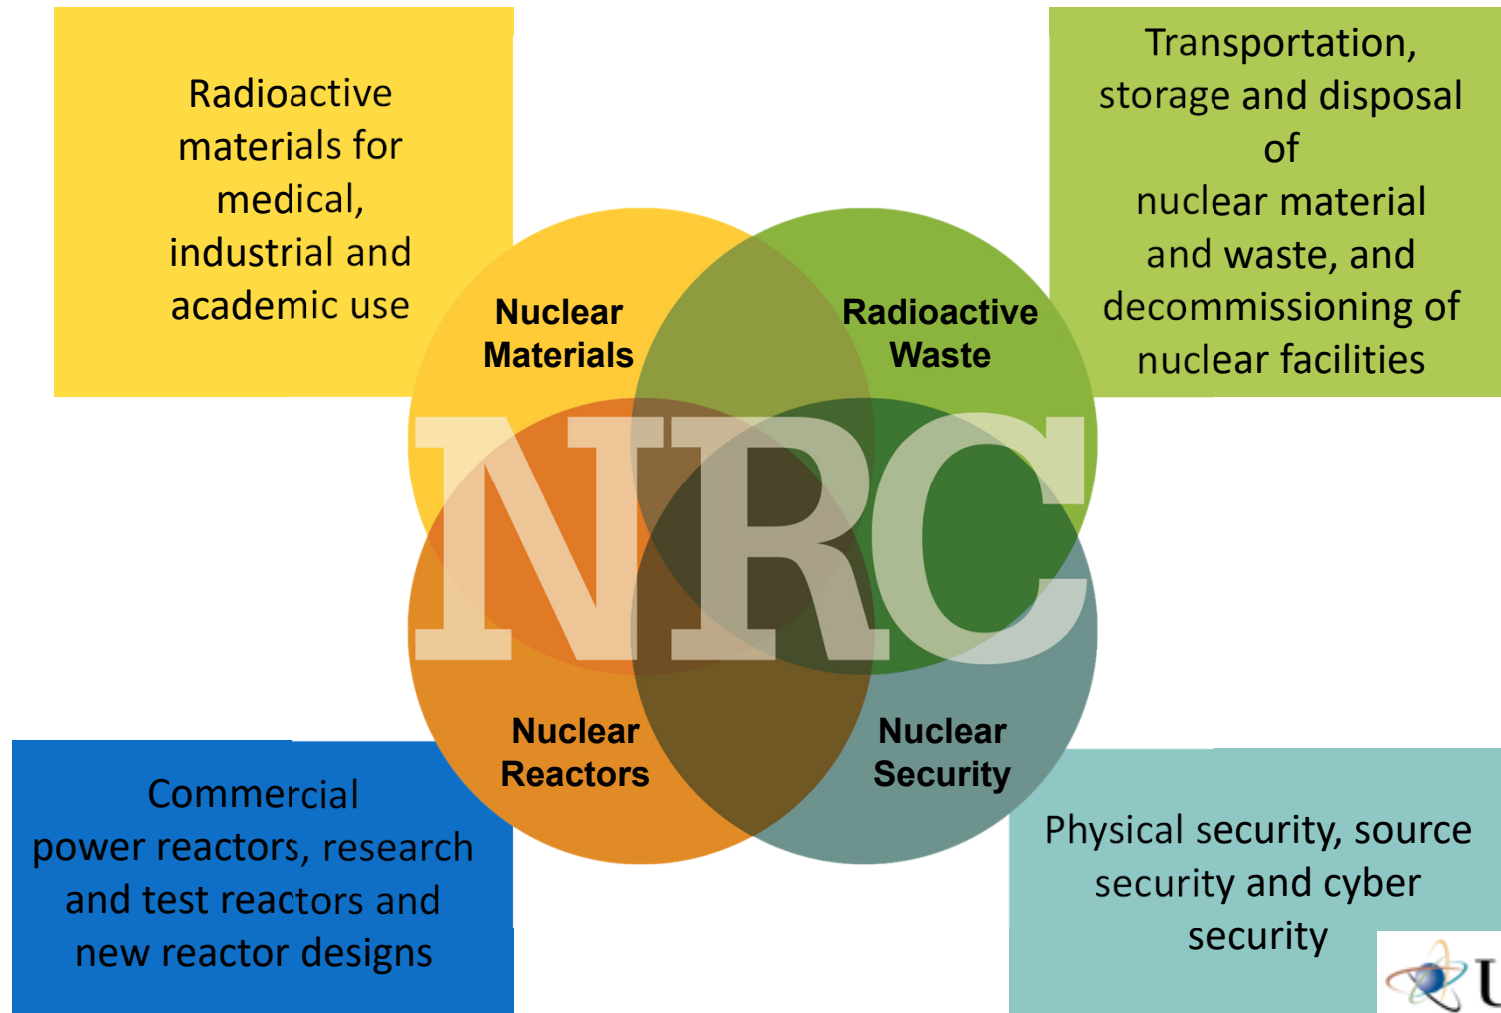 Radioactive
materials for
medical,
industrial and
academic use
Transportation,
storage and disposal
of
nuclear material
and waste, and
decommissioning of
nuclear facilities
Nuclear
Materials
Radioactive
Waste
NRC
Nuclear
Reactors
Nuclear
Security
Commercial
power reactors, research
and test reactors and
new reactor designs
Physical security, source
security and cyber
security
U